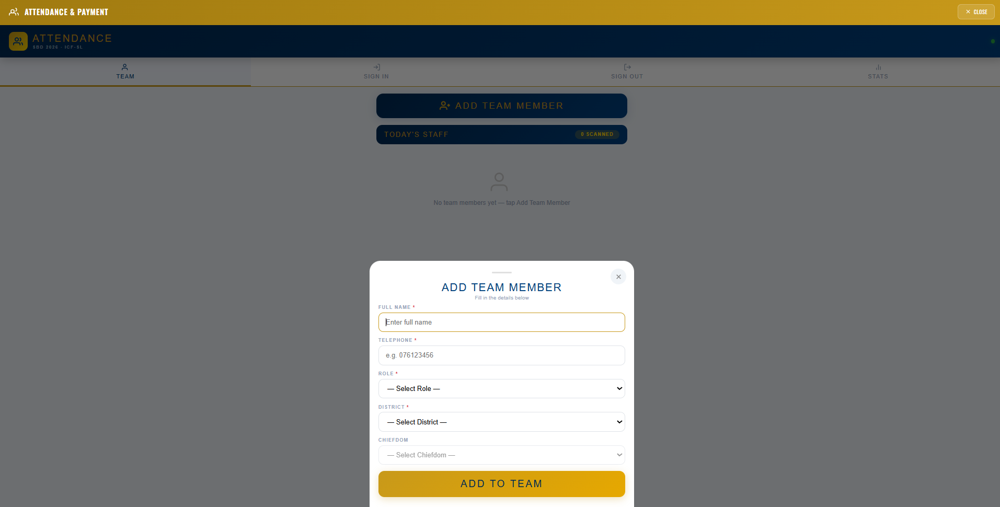 ATTENDANCE & PAYMENT
CLOSE
ATTENDANCE
SBD 2026 - ICF-SL
TEAM
SIGN IN
SIGN OUT
STATS
ADD TEAM MEMBER
TODAY'S STAFF
0 SCANNED
No team members yet — tap Add Team Member
ADD TEAM MEMBER
Fill in the details below
FULL NAME *
Enter full name
TELEPHONE *
e.g. 076123456
ROLE *
— Select Role —
DISTRICT *
— Select District —
CHIEFDOM
— Select Chiefdom —
ADD TO TEAM